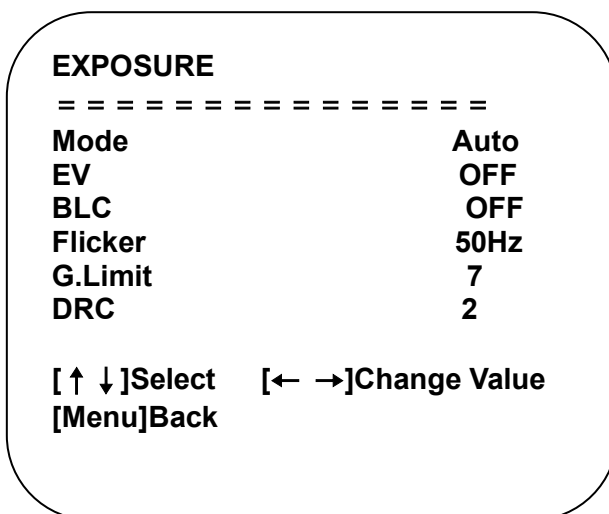 EXPOSURE
= = = = = = = = = = = = = = =
Mode Auto
EV OFF
BLC OFF
Flicker 50Hz
G.Limit 7
DRC 2
[↑ ↓]Select [← →]Change Value
[Menu]Back